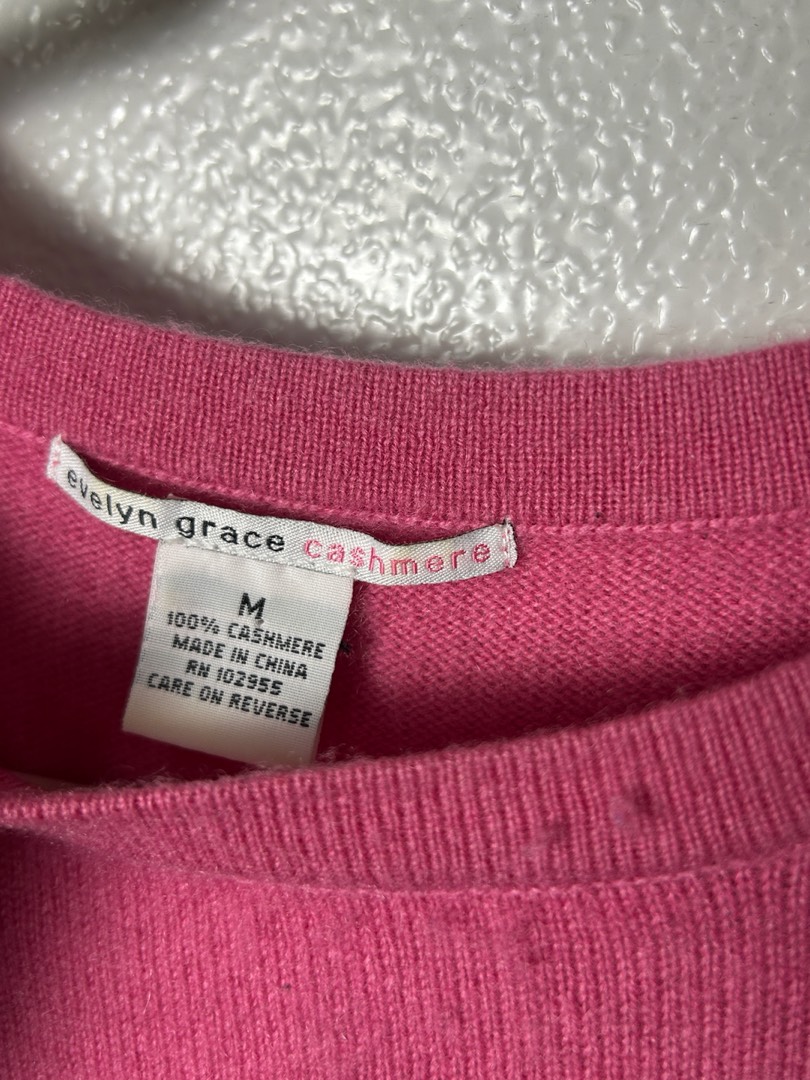 evelyn grace cashmere
M
100% CASHMERE
MADE IN CHINA
RN 102955
CARE ON REVERSE